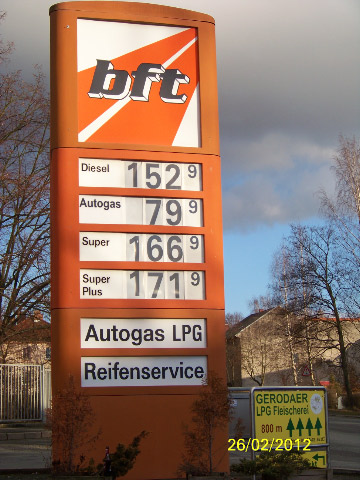 bft
Diesel 152 9
Autogas 79 9
Super 166 9
Super Plus 171 9
Autogas LPG
Reifenservice
GERODAER
LPG Fleischerei
800 m
26/02/2012